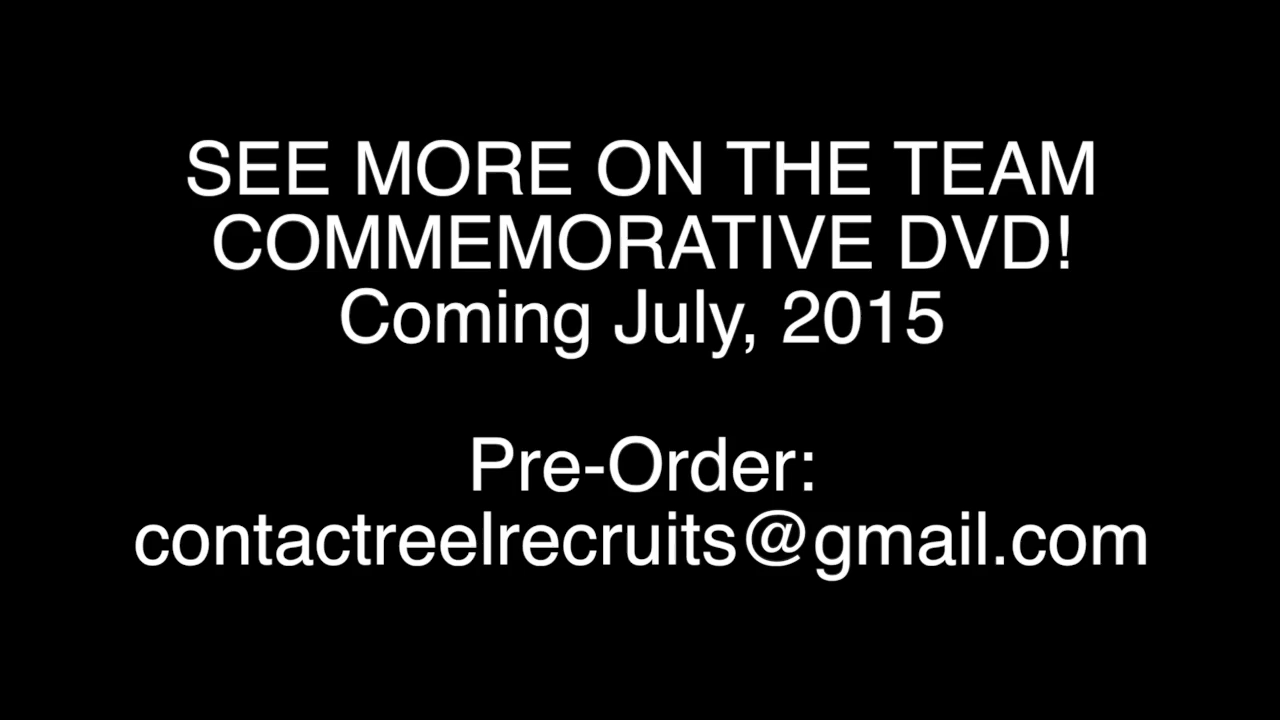 SEE MORE ON THE TEAM
COMMEMORATIVE DVD!
Coming July, 2015
Pre-Order:
contactreelrecruits@gmail.com